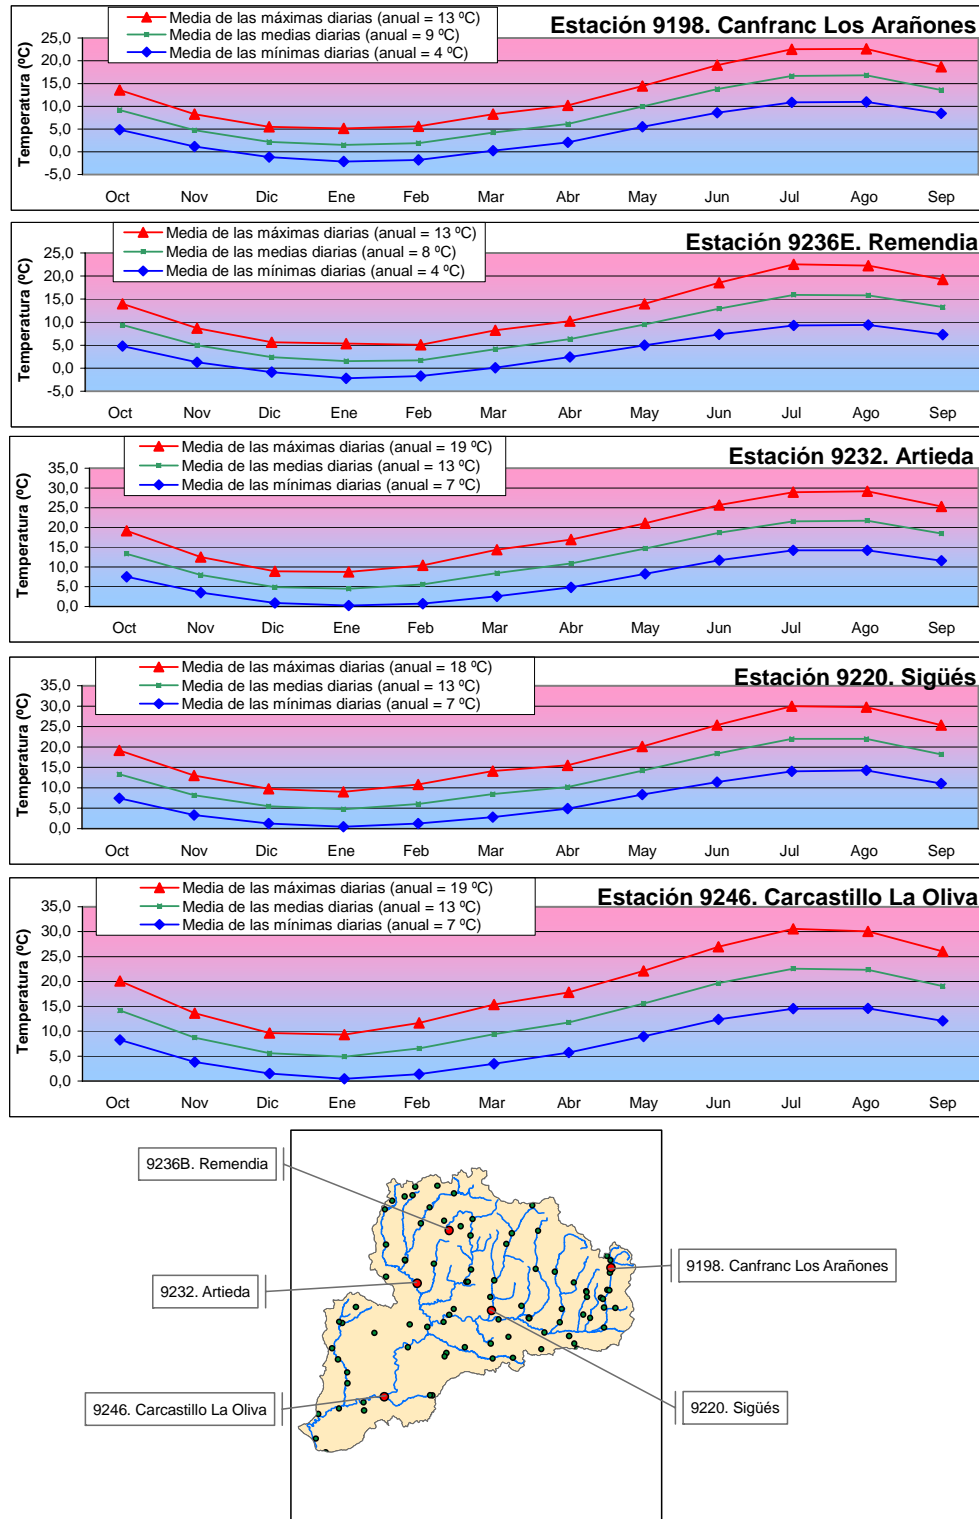 Estación 9198. Canfranc Los Arañones
Media de las máximas diarias (anual = 13 ºC)
Media de las medias diarias (anual = 9 ºC)
Media de las mínimas diarias (anual = 4 ºC)
Temperatura (ºC)
25,0
20,0
15,0
10,0
5,0
0,0
-5,0
Oct Nov Dic Ene Feb Mar Abr May Jun Jul Ago Sep
Estación 9236E. Remendia
Media de las máximas diarias (anual = 13 ºC)
Media de las medias diarias (anual = 8 ºC)
Media de las mínimas diarias (anual = 4 ºC)
Temperatura (ºC)
25,0
20,0
15,0
10,0
5,0
0,0
-5,0
Oct Nov Dic Ene Feb Mar Abr May Jun Jul Ago Sep
Estación 9232. Artieda
Media de las máximas diarias (anual = 19 ºC)
Media de las medias diarias (anual = 13 ºC)
Media de las mínimas diarias (anual = 7 ºC)
Temperatura (ºC)
35,0
30,0
25,0
20,0
15,0
10,0
5,0
0,0
Oct Nov Dic Ene Feb Mar Abr May Jun Jul Ago Sep
Estación 9220. Sigüés
Media de las máximas diarias (anual = 18 ºC)
Media de las medias diarias (anual = 13 ºC)
Media de las mínimas diarias (anual = 7 ºC)
Temperatura (ºC)
35,0
30,0
25,0
20,0
15,0
10,0
5,0
0,0
Oct Nov Dic Ene Feb Mar Abr May Jun Jul Ago Sep
Estación 9246. Carcastillo La Oliva
Media de las máximas diarias (anual = 19 ºC)
Media de las medias diarias (anual = 13 ºC)
Media de las mínimas diarias (anual = 7 ºC)
Temperatura (ºC)
35,0
30,0
25,0
20,0
15,0
10,0
5,0
0,0
Oct Nov Dic Ene Feb Mar Abr May Jun Jul Ago Sep
9236B. Remendia
9198. Canfranc Los Arañones
9232. Artieda
9246. Carcastillo La Oliva
9220. Sigüés